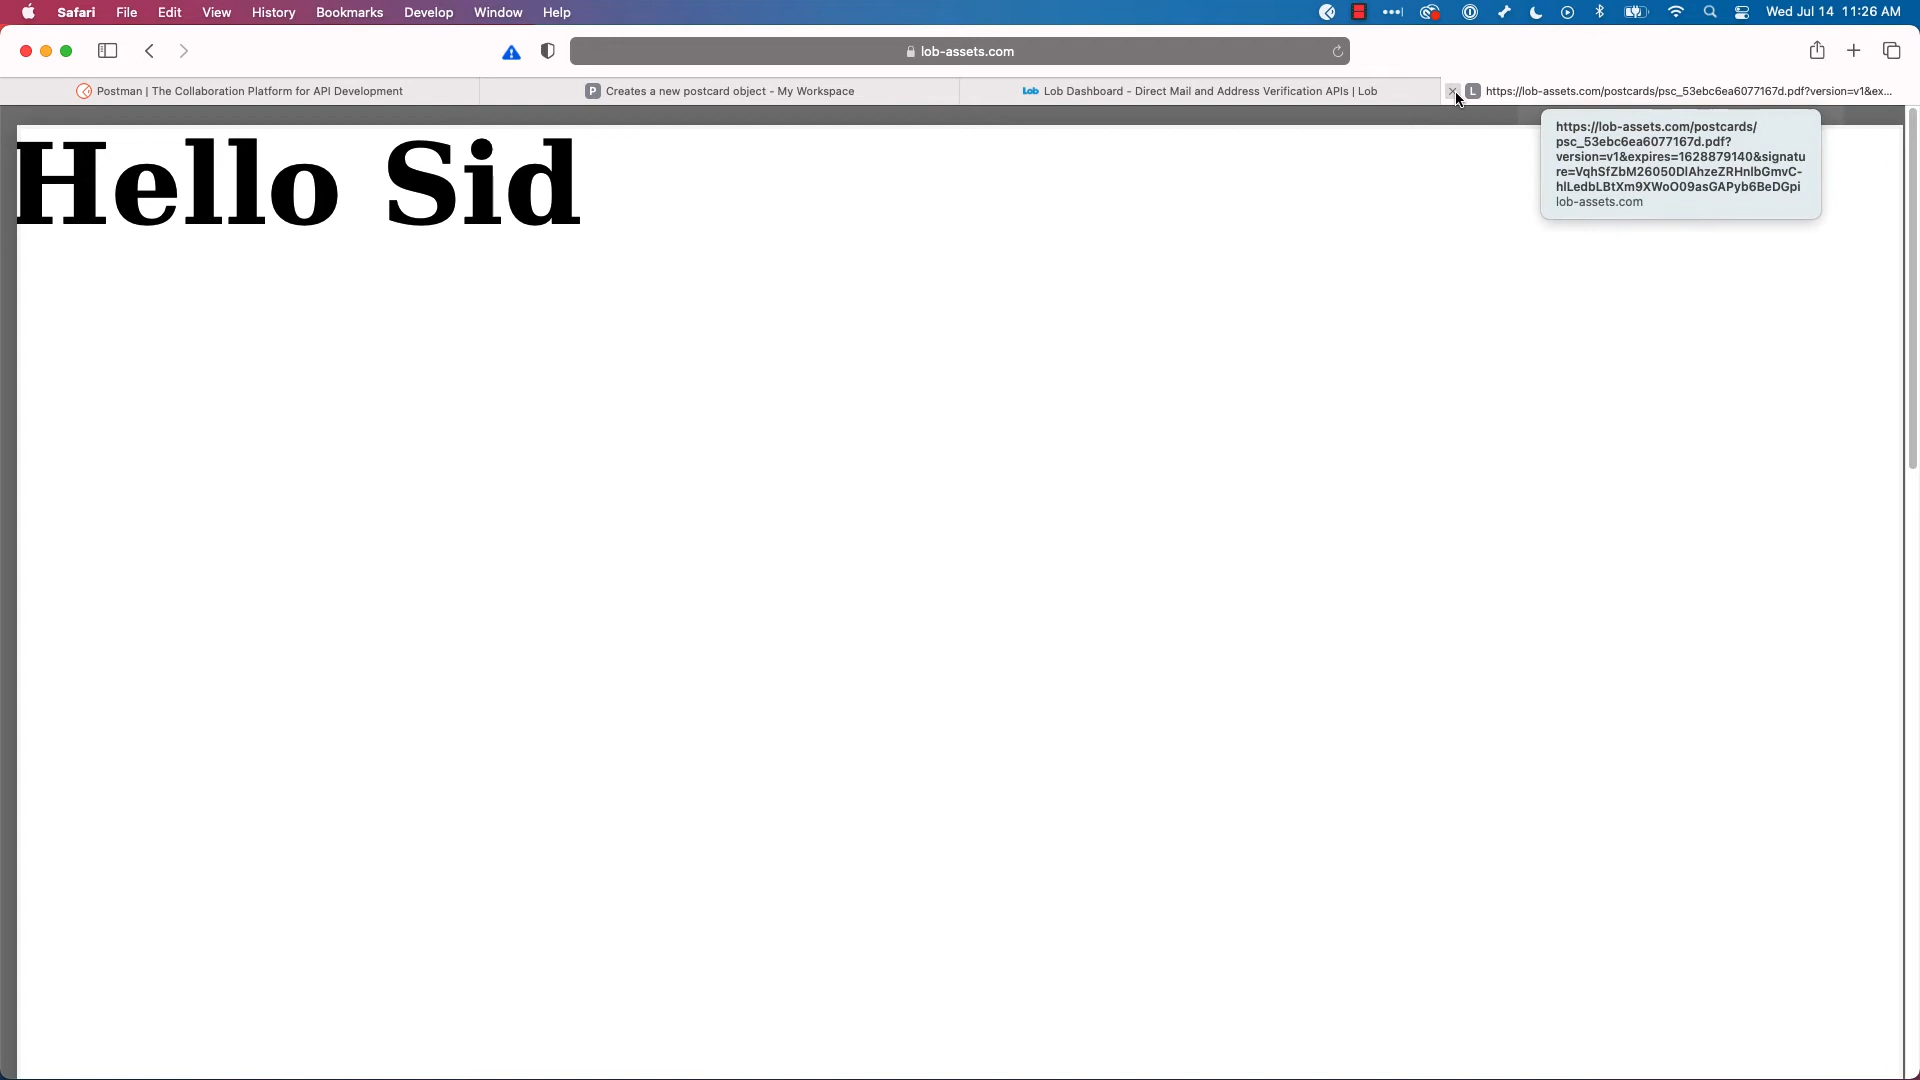 Safari File Edit View History Bookmarks Develop Window Help Wed Jul 14 11:26 AM
lob-assets.com
Postman | The Collaboration Platform for API Development
P Creates a new postcard object - My Workspace
Lob Lob Dashboard - Direct Mail and Address Verification APIs | Lob
L https://lob-assets.com/postcards/psc_53ebc6ea6077167d.pdf?version=v1&ex...
https://lob-assets.com/postcards/
psc_53ebc6ea6077167d.pdf?
version=v1&expires=1628879140&signatu
re=VqhSfZbM26050DIAhzeZRHnlbGmvC-
hlLedbLBtXm9XWoO09asGAPyb6BeDGpi
lob-assets.com
Hello Sid